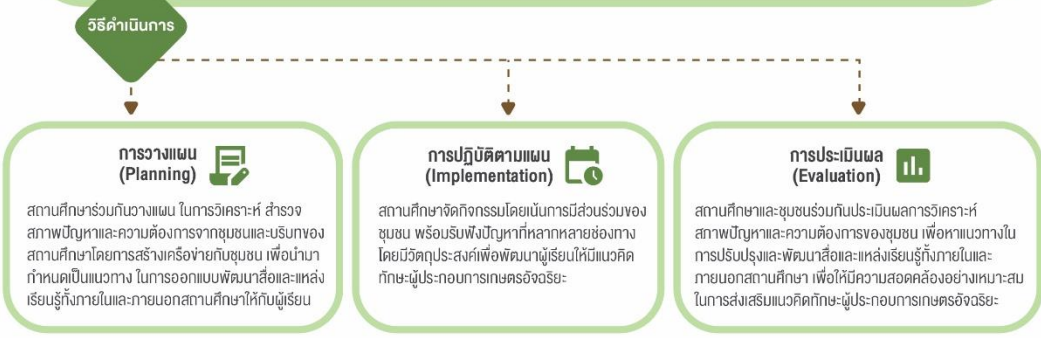 วิธีดำเนินการ
การวางแผน
(Planning)
สถานศึกษาร่วมกันวางแผน ในการวิเคราะห์ สำรวจ
สภาพปัญหาและความต้องการจากชุมชนและบริบทของ
สถานศึกษาโดยการสร้างเครือข่ายกับชุมชน เพื่อนำมา
กำหนดเป็นแนวทาง ในการออกแบบพัฒนาสื่อและแหล่ง
เรียนรู้ทั้งภายในและภายนอกสถานศึกษาให้กับผู้เรียน
การปฏิบัติตามแผน
(Implementation)
สถานศึกษาจัดกิจกรรมโดยเน้นการมีส่วนร่วมของ
ชุมชน พร้อมรับฟังปัญหาที่หลากหลายช่องทาง
โดยมีวัตถุประสงค์เพื่อพัฒนาผู้เรียนให้มีแนวคิด
ทักษะผู้ประกอบการเกษตรอัจฉริยะ
การประเมินผล
(Evaluation)
สถานศึกษาและชุมชนร่วมกันประเมินผลการวิเคราะห์
สภาพปัญหาและความต้องการของชุมชน เพื่อหาแนวทางใน
การปรับปรุงและพัฒนาสื่อและแหล่งเรียนรู้ทั้งภายในและ
ภายนอกสถานศึกษา เพื่อให้มีความสอดคล้องอย่างเหมาะสม
ในการส่งเสริมแนวคิดทักษะผู้ประกอบการเกษตรอัจฉริยะ